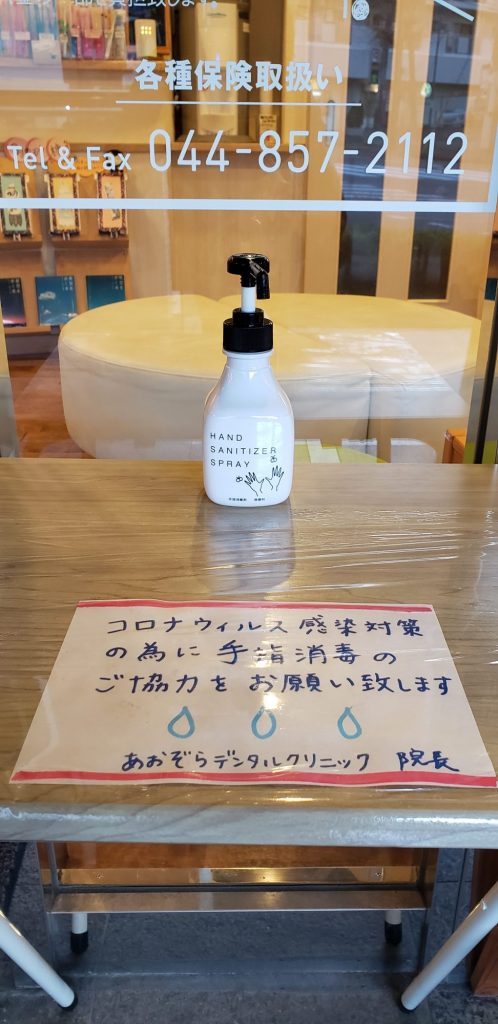 各種保険取扱い
Tel & Fax 044-857-2112
HAND
SANITIZER
SPRAY
コロナウィルス感染対策
の為に手指消毒の
ご協力をお願い致します
あおぞらデンタルクリニック 院長